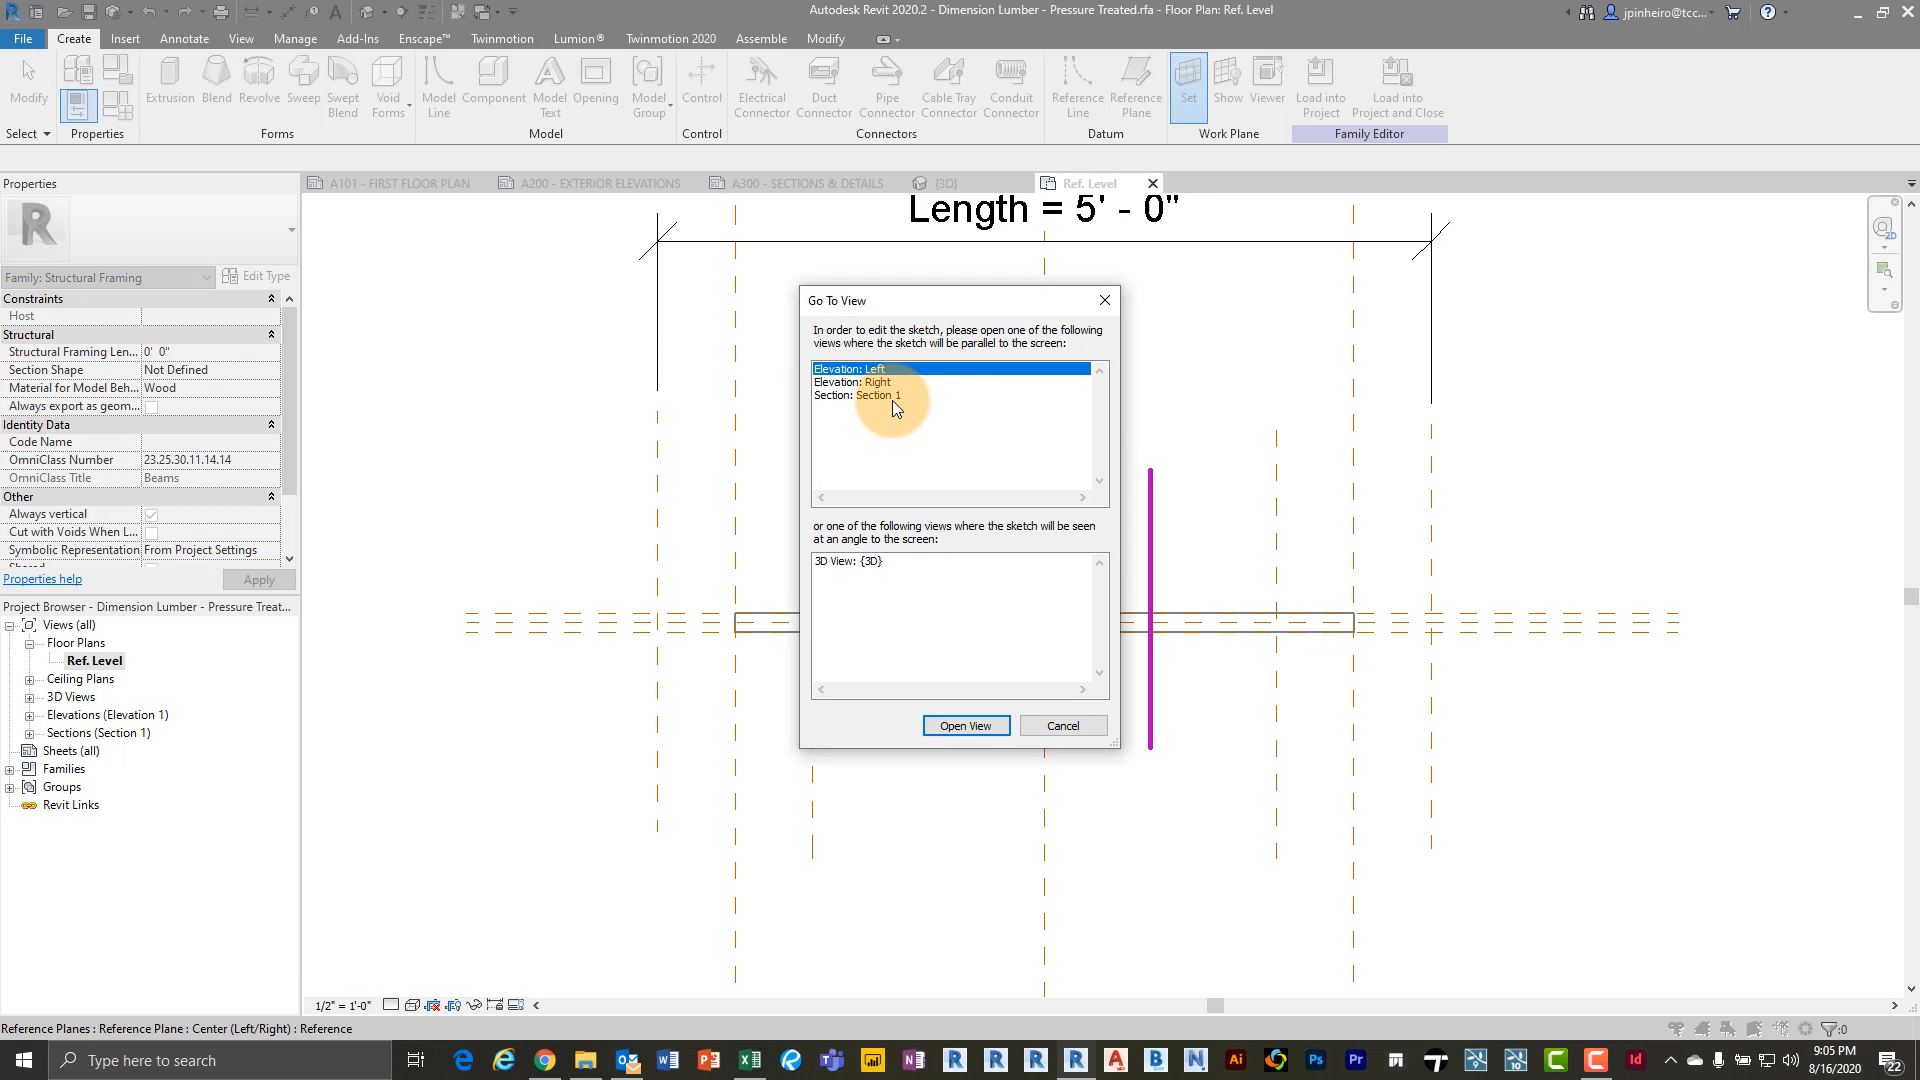 Autodesk Revit 2020.2 - Dimension Lumber - Pressure Treated.rfa - Floor Plan: Ref. Level
jpinheiro@tcc...
File Create Insert Annotate View Manage Add-Ins Enscape™ Twinmotion Lumion® Twinmotion 2020 Assemble Modify
Modify
Extrusion Blend Revolve Sweep Swept Blend Void Forms
Model Line Component Model Text Opening Model Group
Control
Electrical Connector Duct Connector Pipe Connector Cable Tray Connector Conduit Connector
Reference Line Reference Plane
Set Show Viewer
Load into Project Load into Project and Close
Select Properties Forms Model Control Connectors Datum Work Plane Family Editor
Properties
A101 - FIRST FLOOR PLAN A200 - EXTERIOR ELEVATIONS A300 - SECTIONS & DETAILS {3D} Ref. Level
Length = 5' - 0"
2D
Family: Structural Framing Edit Type
Constraints
Host
Structural
Structural Framing Len... 0' 0"
Section Shape Not Defined
Material for Model Beh... Wood
Always export as geom...
Identity Data
Code Name
OmniClass Number 23.25.30.11.14.14
OmniClass Title Beams
Other
Always vertical
Cut with Voids When L...
Symbolic Representation From Project Settings
Properties help Apply
Project Browser - Dimension Lumber - Pressure Treat...
Views (all)
Floor Plans
Ref. Level
Ceiling Plans
3D Views
Elevations (Elevation 1)
Sections (Section 1)
Sheets (all)
Families
Groups
Revit Links
Go To View
In order to edit the sketch, please open one of the following
views where the sketch will be parallel to the screen:
Elevation: Left
Elevation: Right
Section: Section 1
or one of the following views where the sketch will be seen
at an angle to the screen:
3D View: {3D}
Open View Cancel
1/2" = 1'-0"
Reference Planes : Reference Plane : Center (Left/Right) : Reference
:0
Type here to search
9:05 PM
8/16/2020
22